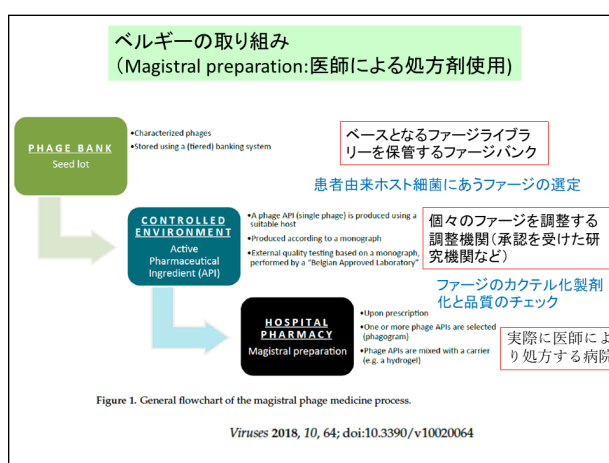 ベルギーの取り組み
（Magistral preparation:医師による処方剤使用)
PHAGE BANK
Seed lot
•Characterized phages
•Stored using a (tiered) banking system
ベースとなるファージライブラ
リーを保管するファージバンク
患者由来ホスト細菌にあうファージの選定
CONTROLLED
ENVIRONMENT
Active
Pharmaceutical
Ingredient (API)
•A phage API (single phage) is produced using a
suitable host
•Produced according to a monograph
•External quality testing based on a monograph,
performed by a "Belgian Approved Laboratory"
個々のファージを調整する
調整機関（承認を受けた研
究機関など）
ファージのカクテル化製剤
化と品質のチェック
HOSPITAL
PHARMACY
Magistral preparation
•Upon prescription
•One or more phage APIs are selected
(phagogram)
•Phage APIs are mixed with a carrier
(e.g. a hydrogel)
実際に医師によ
り処方する病院
Figure 1. General flowchart of the magistral phage medicine process.
Viruses 2018, 10, 64; doi:10.3390/v10020064